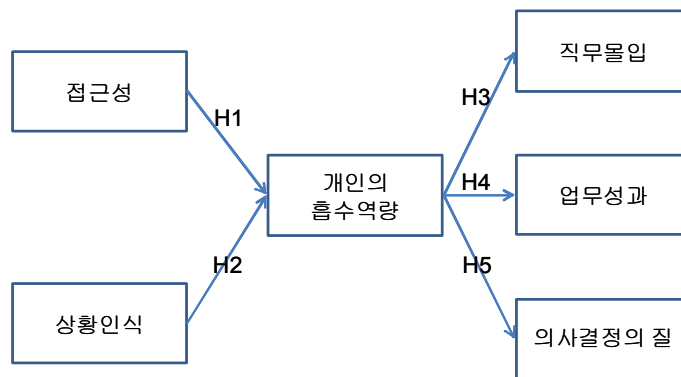 접근성
상황인식
H1
H2
개인의
흡수역량
H3
H4
H5
직무몰입
업무성과
의사결정의 질